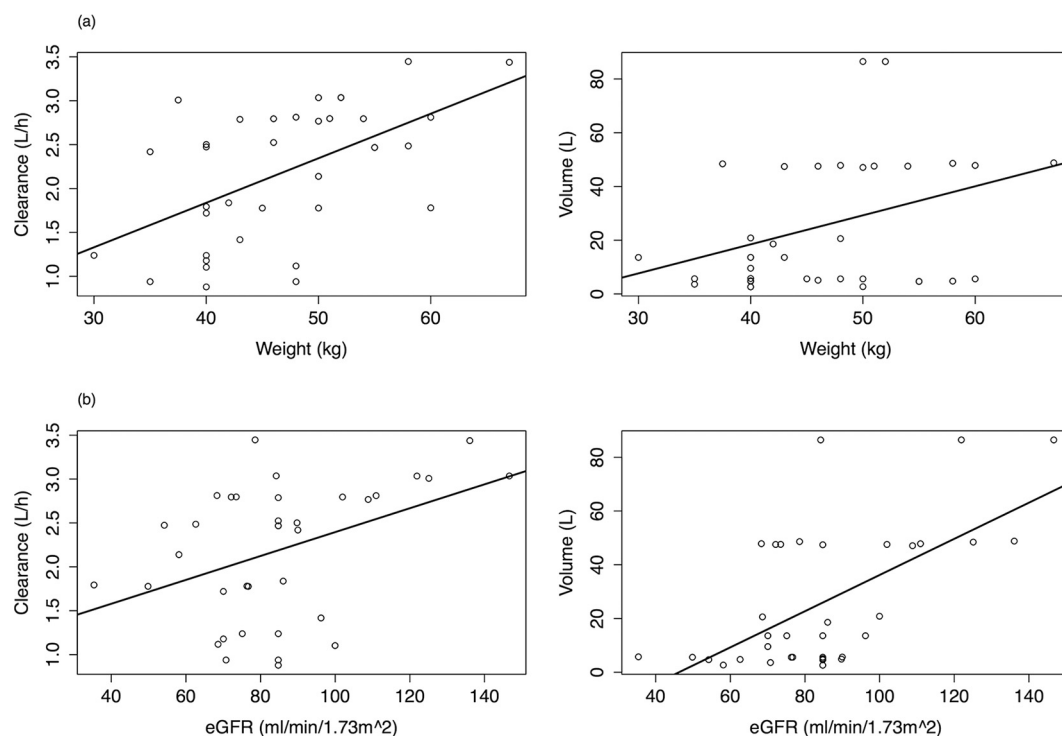 (a)
Clearance (L/h)
3.5
3.0
2.5
2.0
1.5
1.0
30 40 50 60
Weight (kg)
Volume (L)
80
60
40
20
0
30 40 50 60
Weight (kg)
(b)
Clearance (L/h)
3.5
3.0
2.5
2.0
1.5
1.0
40 60 80 100 120 140
eGFR (ml/min/1.73m^2)
Volume (L)
80
60
40
20
0
40 60 80 100 120 140
eGFR (ml/min/1.73m^2)